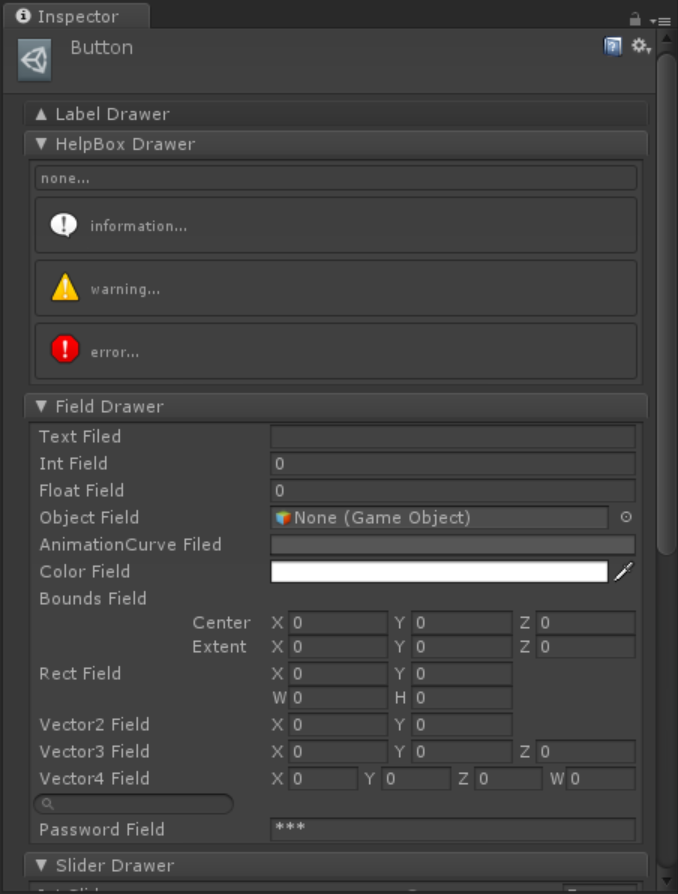 Inspector
Button
Label Drawer
HelpBox Drawer
none...
information...
warning...
error...
Field Drawer
Text Filed
Int Field 0
Float Field 0
Object Field None (Game Object)
AnimationCurve Filed
Color Field
Bounds Field
Center X 0 Y 0 Z 0
Extent X 0 Y 0 Z 0
Rect Field X 0 Y 0
W 0 H 0
Vector2 Field X 0 Y 0
Vector3 Field X 0 Y 0 Z 0
Vector4 Field X 0 Y 0 Z 0 W 0
Password Field ***
Slider Drawer